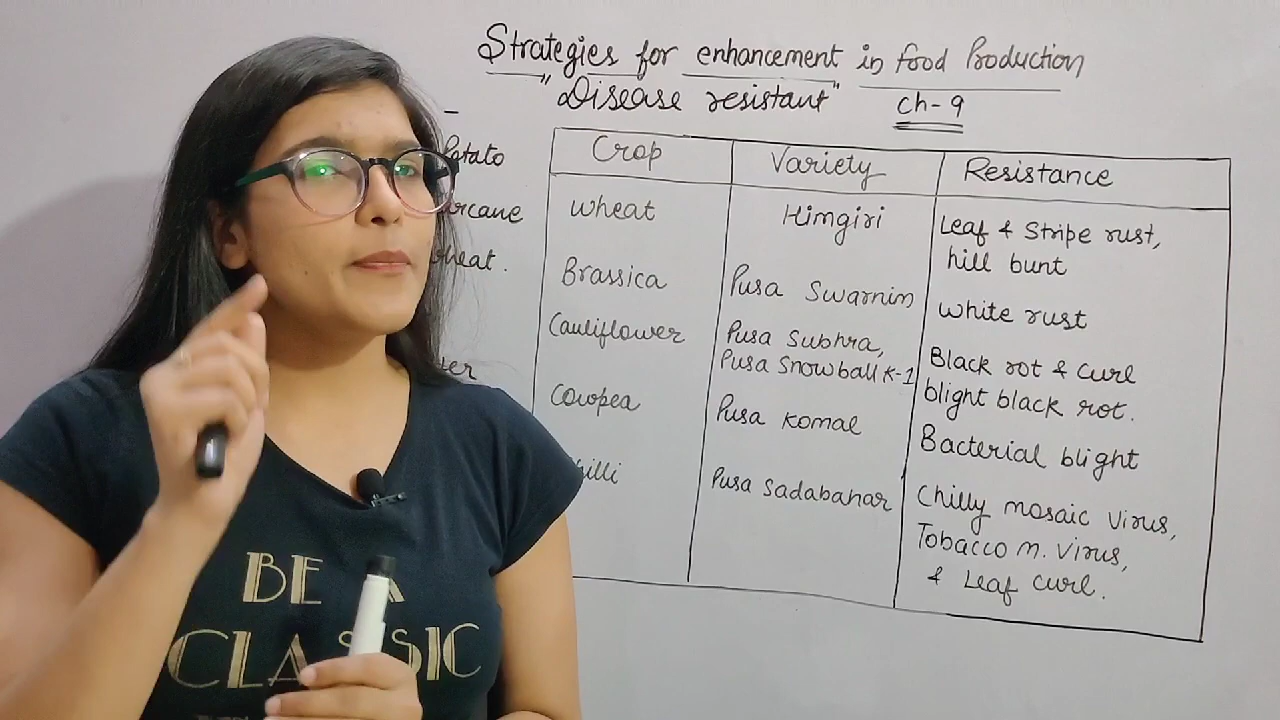 Strategies for enhancement in food Production
"Disease resistant" ch-9
Crop Variety Resistance
Wheat Himgiri Leaf & Stripe rust,
hill bunt
Brassica Pusa Swarnim White rust
Cauliflower Pusa Subhra,
Pusa Snowball K-1
Black rot & curl
blight black rot.
Cowpea Pusa Komal Bacterial blight
Pusa Sadabahar Chilly mosaic virus,
Tobacco m. virus,
& Leaf curl.
BE A
CLASSIC